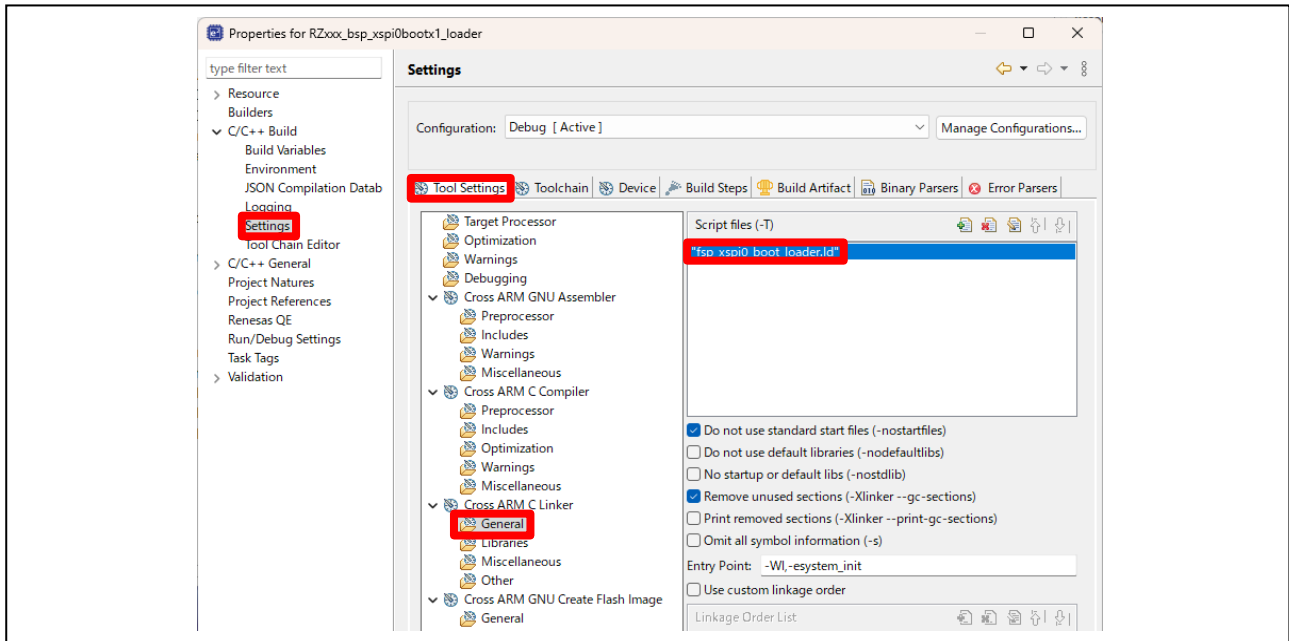 Properties for RZxxx_bsp_xspi0bootx1_loader
type filter text
Settings
Resource
Builders
C/C++ Build
Build Variables
Environment
JSON Compilation Datab
Logging
Settings
Tool Chain Editor
C/C++ General
Project Natures
Project References
Renesas QE
Run/Debug Settings
Task Tags
Validation
Configuration: Debug [ Active ]
Manage Configurations...
Tool Settings Toolchain Device Build Steps Build Artifact Binary Parsers Error Parsers
Target Processor
Optimization
Warnings
Debugging
Cross ARM GNU Assembler
Preprocessor
Includes
Warnings
Miscellaneous
Cross ARM C Compiler
Preprocessor
Includes
Optimization
Warnings
Miscellaneous
Cross ARM C Linker
General
Libraries
Miscellaneous
Other
Cross ARM GNU Create Flash Image
General
Script files (-T)
"fsp_xspi0_boot_loader.ld"
Do not use standard start files (-nostartfiles)
Do not use default libraries (-nodefaultlibs)
No startup or default libs (-nostdlib)
Remove unused sections (-Xlinker --gc-sections)
Print removed sections (-Xlinker --print-gc-sections)
Omit all symbol information (-s)
Entry Point: -Wl,-esystem_init
Use custom linkage order
Linkage Order List